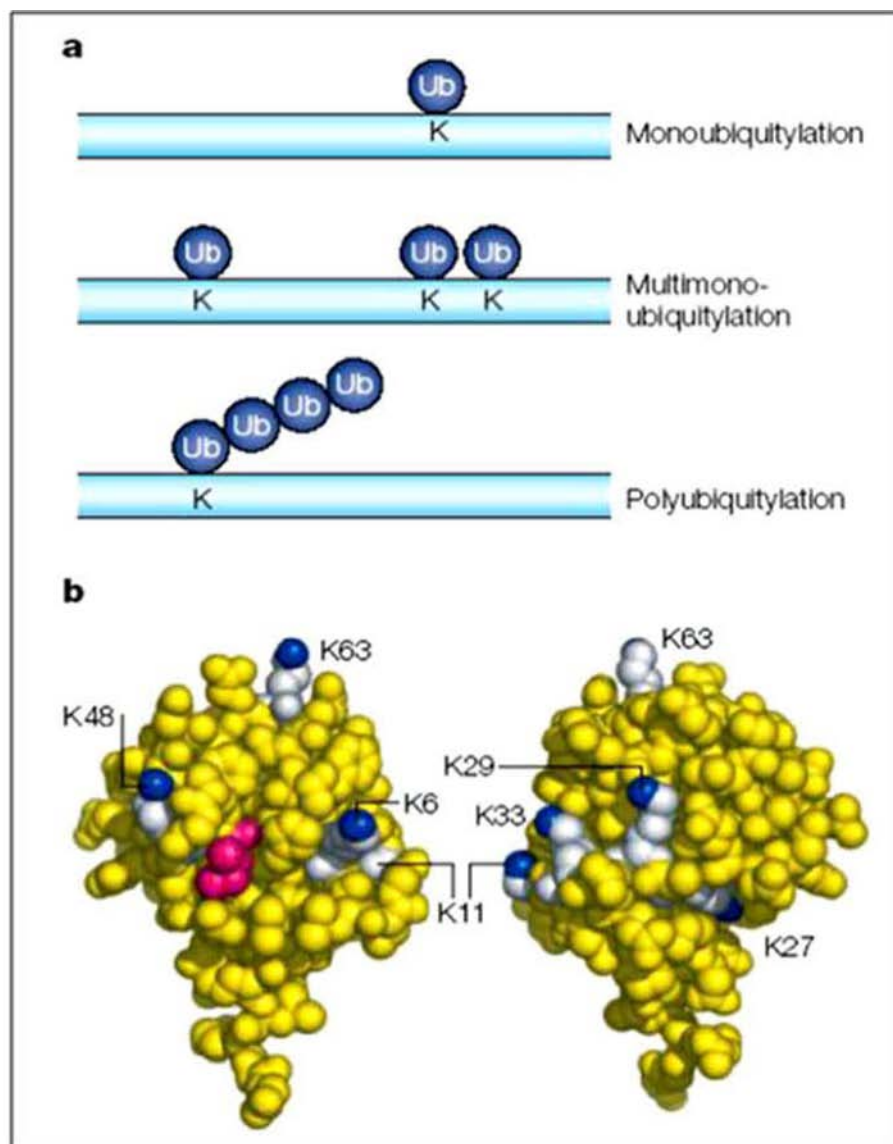 a
Ub
K
Monoubiquitylation
Ub Ub Ub
K K K
Multimono-
ubiquitylation
Ub Ub Ub Ub
K
Polyubiquitylation
b
K63 K63
K48
K29
K6 K33
K11
K27